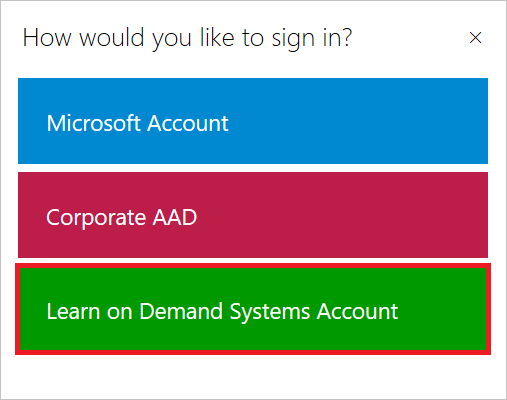 How would you like to sign in?
Microsoft Account
Corporate AAD
Learn on Demand Systems Account